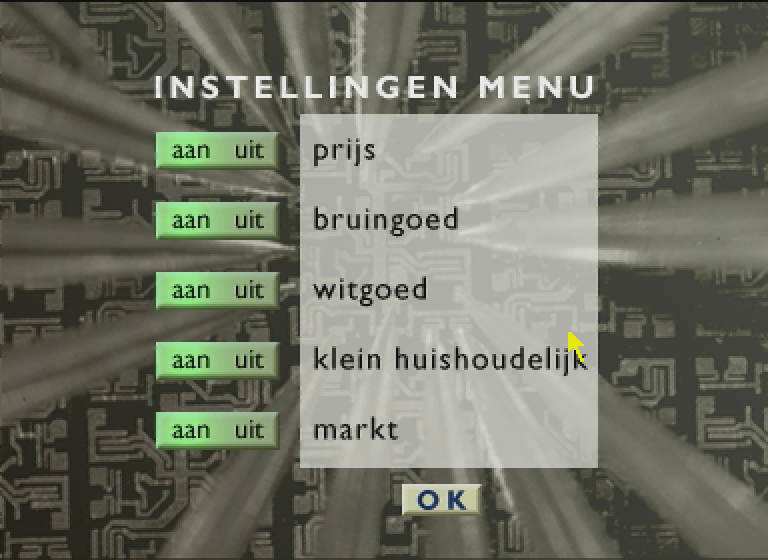 INSTELLINGEN MENU
aan uit prijs
aan uit bruingoed
aan uit witgoed
aan uit klein huishoudelijk
aan uit markt
OK